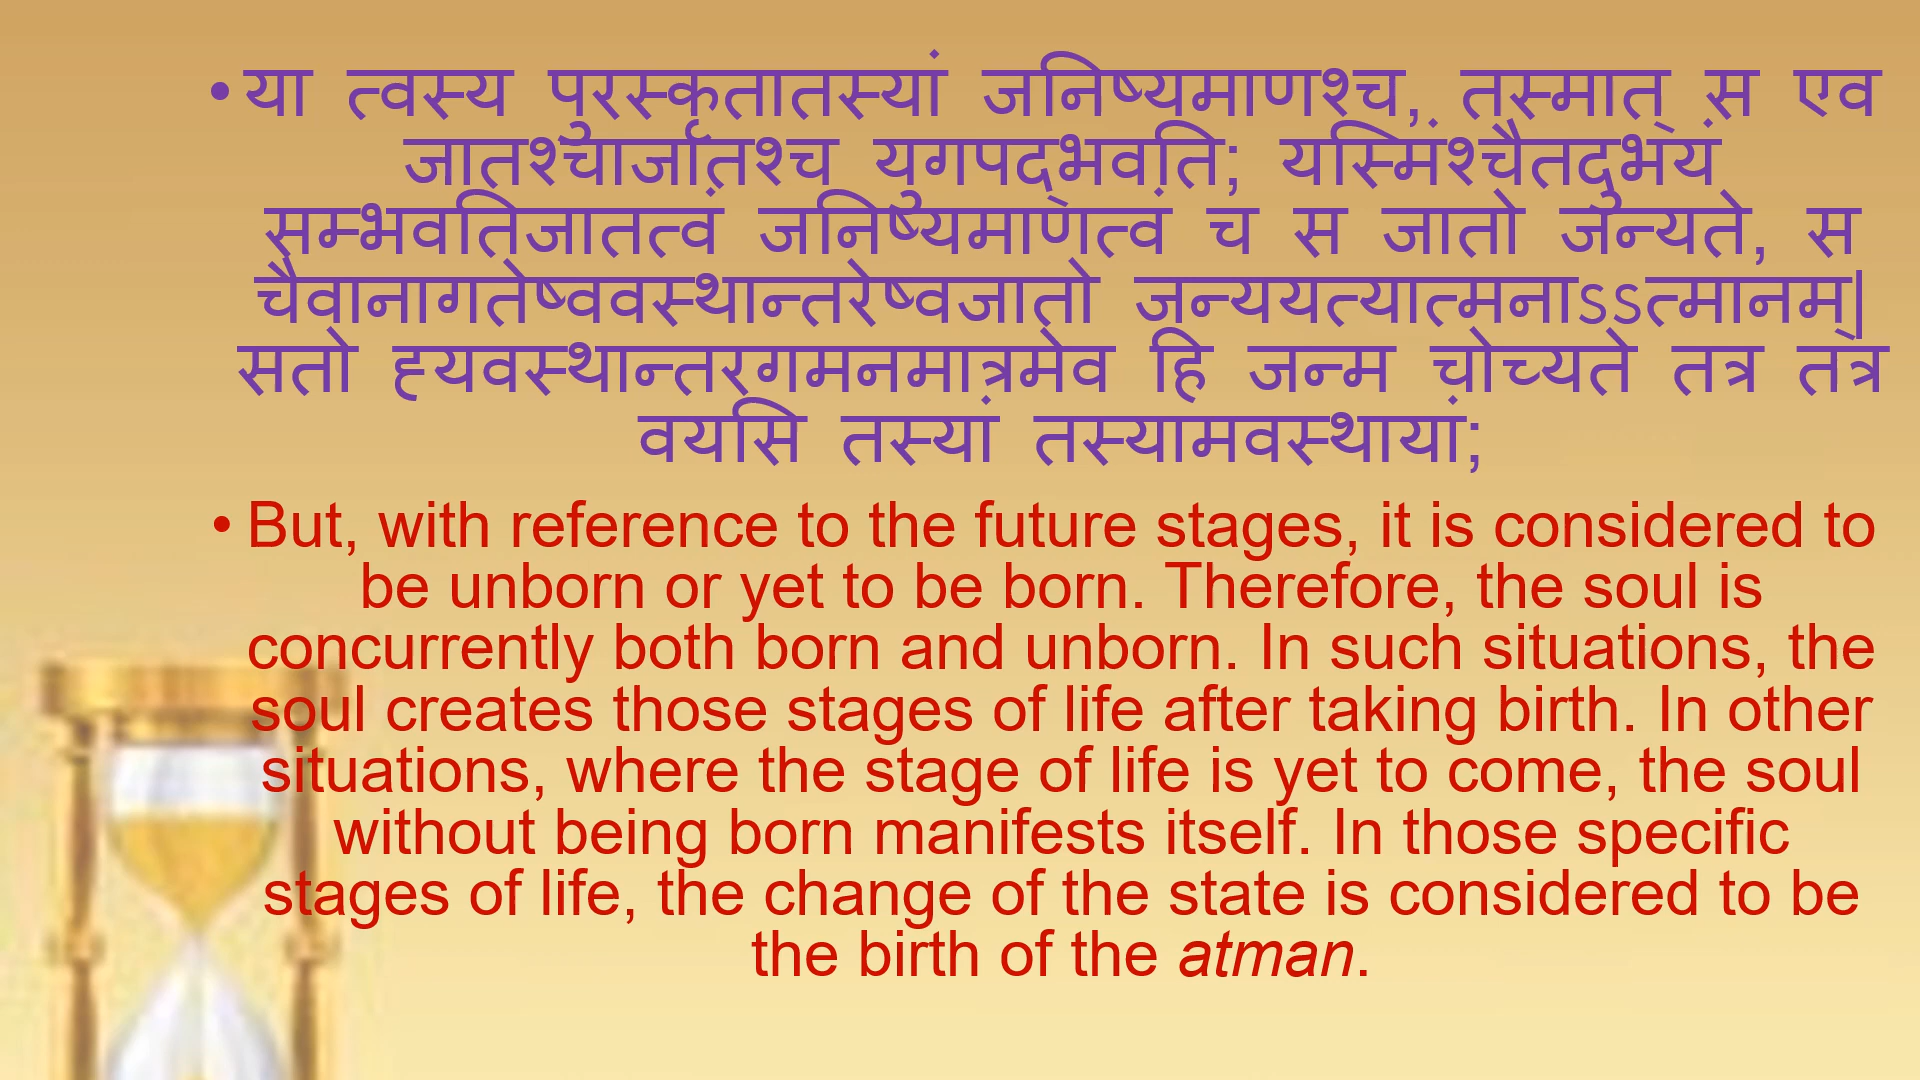 • या त्वस्य पुरस्कृतातस्यां जनिष्यमाणश्च, तस्मात् स एव
जातश्चार्जातश्च युगपद्भवति; यस्मिंश्चैतदुभयं
सम्भवतिजातत्वं जनिष्यमाणत्वं च स जातो जन्यते, स
चैवानागतेष्ववस्थान्तरेष्वजातो जन्ययत्यात्मनाऽऽत्मानम्|
सतो ह्यवस्थान्तरगमनमात्रमेव हि जन्म चोच्यते तत्र तत्र
वयसि तस्यां तस्यामवस्थायां;
• But, with reference to the future stages, it is considered to
be unborn or yet to be born. Therefore, the soul is
concurrently both born and unborn. In such situations, the
soul creates those stages of life after taking birth. In other
situations, where the stage of life is yet to come, the soul
without being born manifests itself. In those specific
stages of life, the change of the state is considered to be
the birth of the atman.